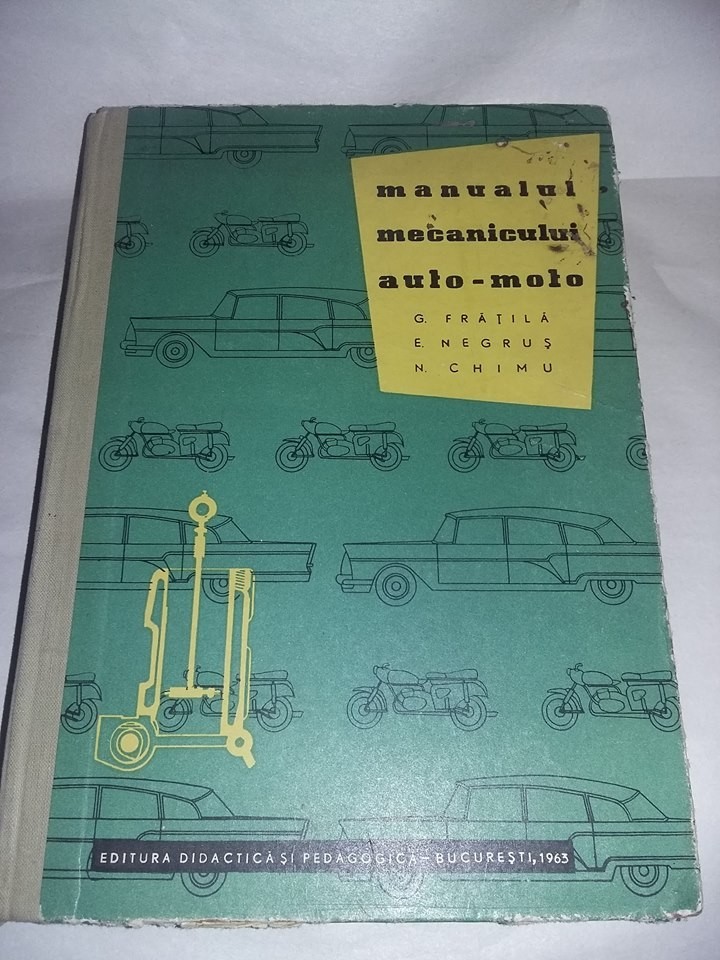 manualul
mecanicului
auto-moto
G. FRĂȚILĂ
E. NEGRUȘ
N. CHIMU
EDITURA DIDACTICĂ ȘI PEDAGOGICĂ — BUCUREȘTI, 1963